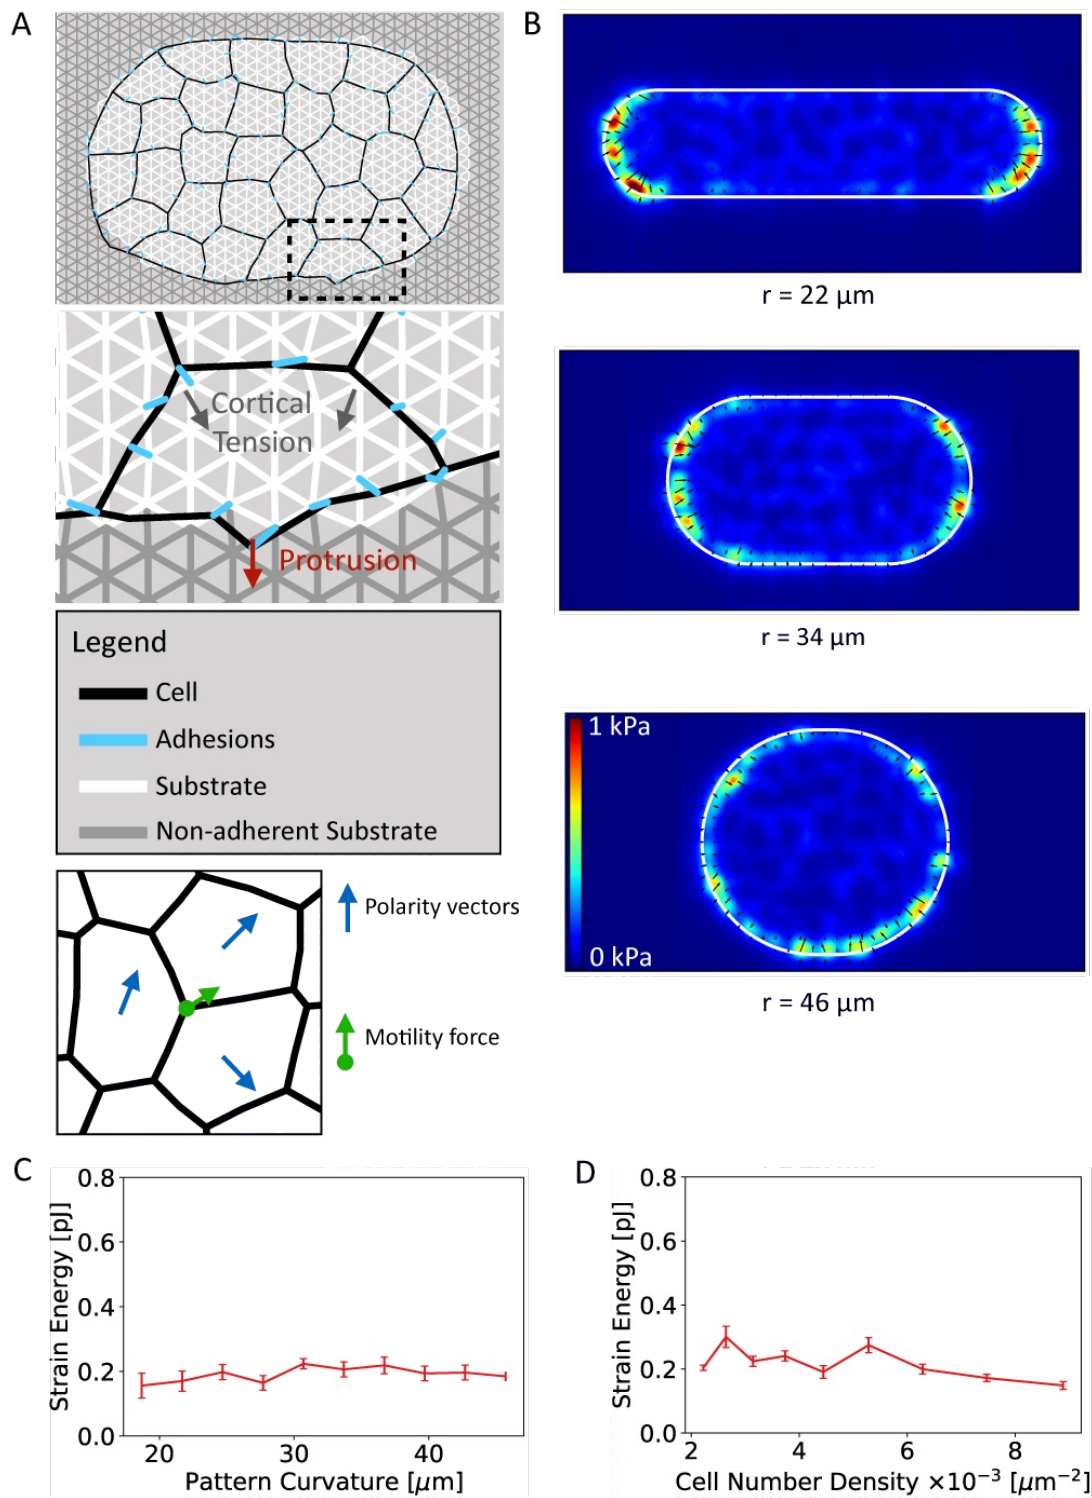 A
Cortical
Tension
Protrusion
Legend
Cell
Adhesions
Substrate
Non-adherent Substrate
Polarity vectors
Motility force
B
r = 22 µm
r = 34 µm
1 kPa
0 kPa
r = 46 µm
C
Strain Energy [pJ]
0.8
0.6
0.4
0.2
0.0
20 30 40
Pattern Curvature [µm]
D
Strain Energy [pJ]
0.8
0.6
0.4
0.2
0.0
2 4 6 8
Cell Number Density ×10⁻³ [µm⁻²]